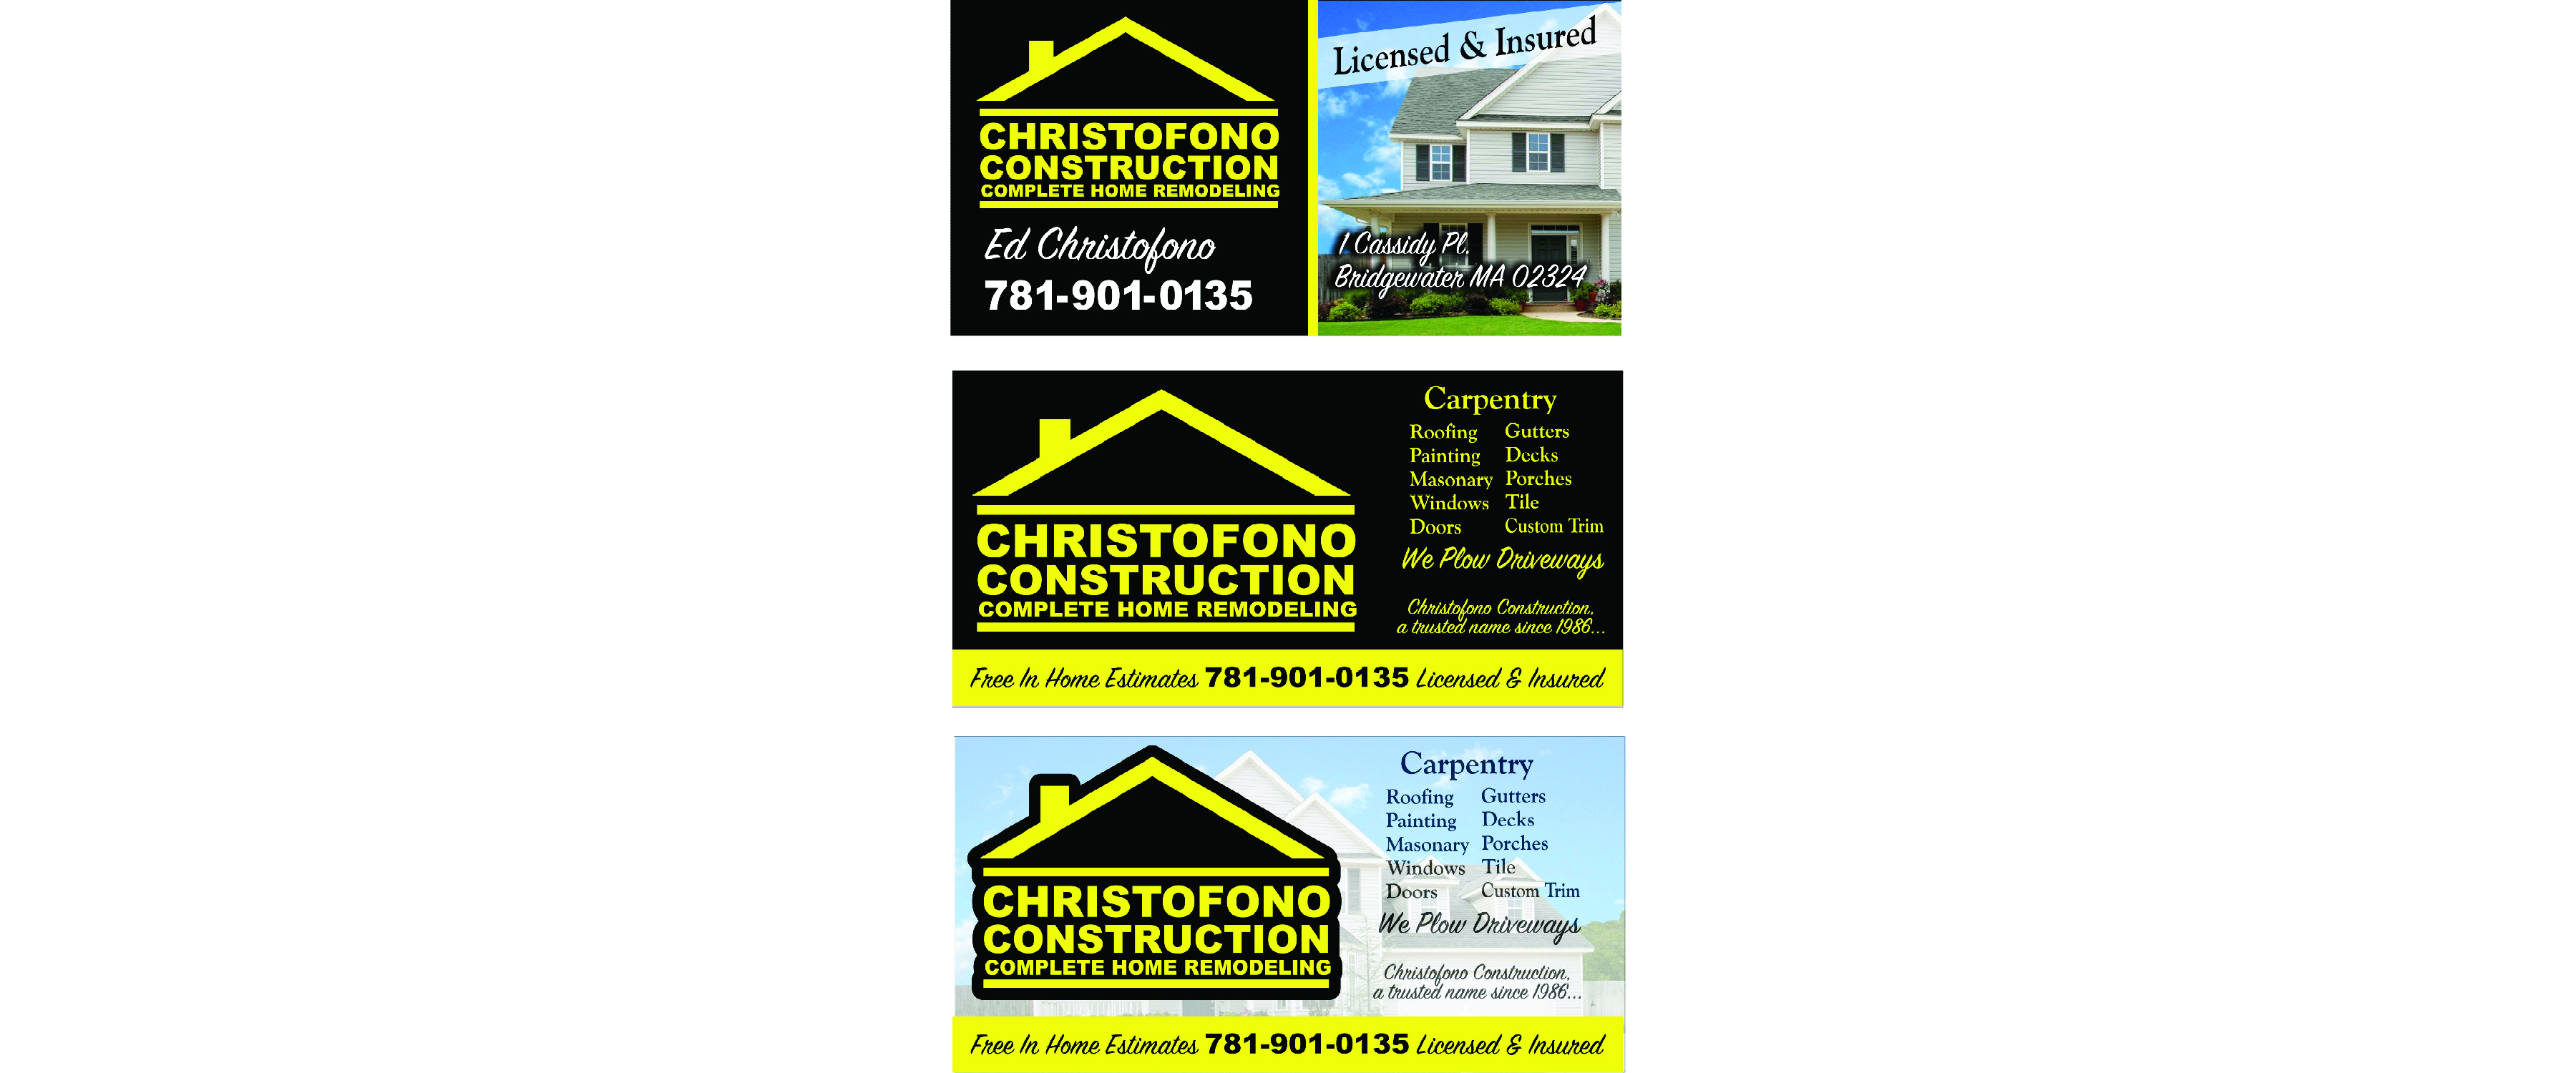 CHRISTOFONO
CONSTRUCTION
COMPLETE HOME REMODELING
Ed Christofono
781-901-0135
Licensed & Insured
1 Cassidy Pl.
Bridgewater MA 02324
CHRISTOFONO
CONSTRUCTION
COMPLETE HOME REMODELING
Carpentry
Roofing Gutters
Painting Decks
Masonary Porches
Windows Tile
Doors Custom Trim
We Plow Driveways
Christofono Construction,
a trusted name since 1986...
Free In Home Estimates 781-901-0135 Licensed & Insured
CHRISTOFONO
CONSTRUCTION
COMPLETE HOME REMODELING
Carpentry
Roofing Gutters
Painting Decks
Masonary Porches
Windows Tile
Doors Custom Trim
We Plow Driveways
Christofono Construction,
a trusted name since 1986...
Free In Home Estimates 781-901-0135 Licensed & Insured